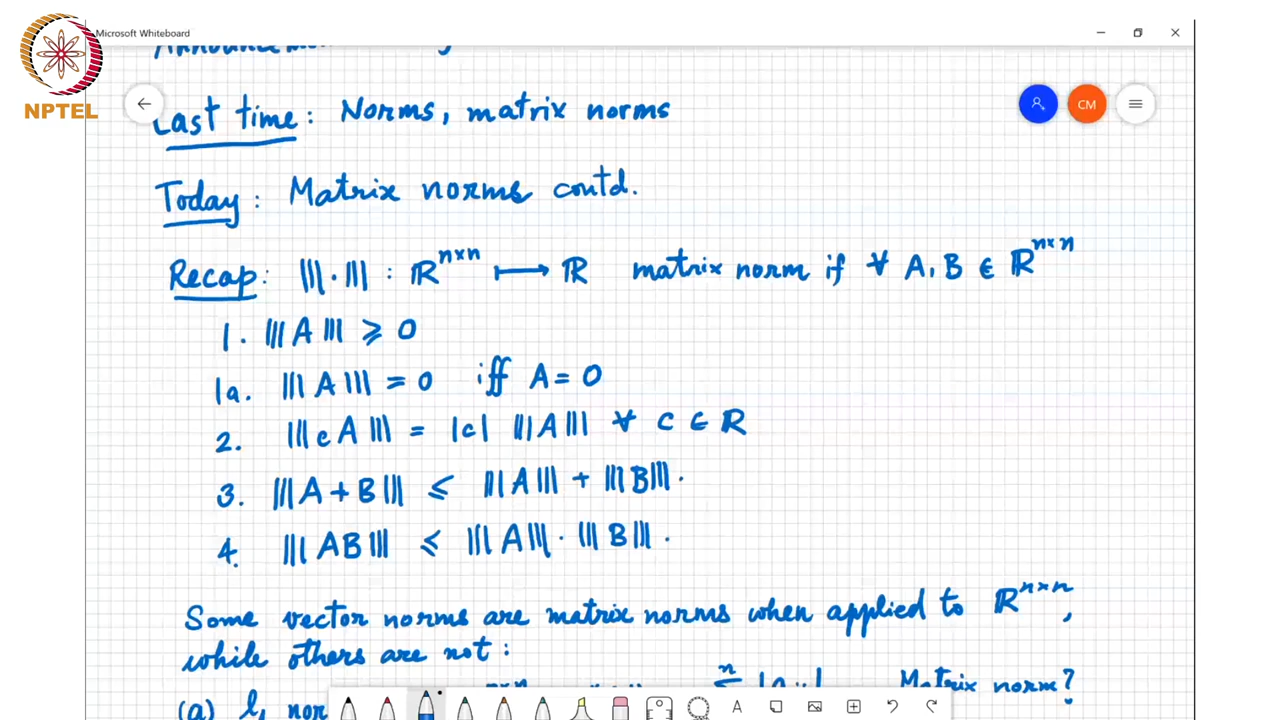 Microsoft Whiteboard
NPTEL
CM
Last time : Norms, matrix norms
Today : Matrix norms contd.
Recap : |||·||| : ℝ^{n×n} ⟼ ℝ matrix norm if ∀ A, B ∈ ℝ^{n×n}
1. |||A||| ⩾ 0
1a. |||A||| = 0 iff A = 0
2. |||cA||| = |c| |||A||| ∀ c ∈ ℝ
3. |||A + B||| ⩽ |||A||| + |||B|||.
4. |||AB||| ⩽ |||A||| · |||B|||.
Some vector norms are matrix norms when applied to ℝ^{n×n},
while others are not :
(a) l₁ Matrix norm?
A